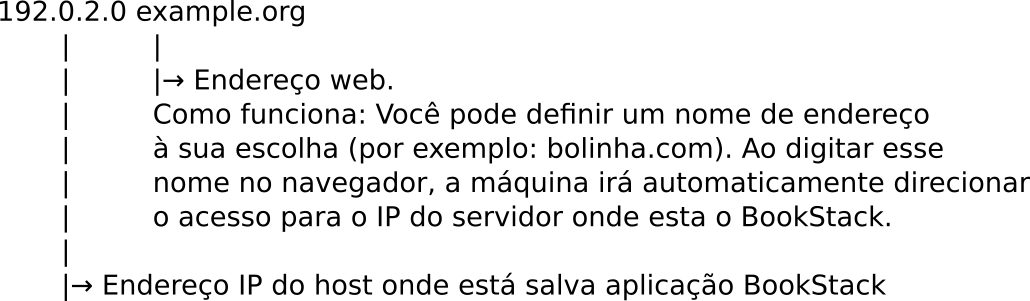 192.0.2.0 example.org
|          |
|          |→ Endereço web.
|          Como funciona: Você pode definir um nome de endereço
|          à sua escolha (por exemplo: bolinha.com). Ao digitar esse
|          nome no navegador, a máquina irá automaticamente direcionar
|          o acesso para o IP do servidor onde esta o BookStack.
|
|→ Endereço IP do host onde está salva aplicação BookStack